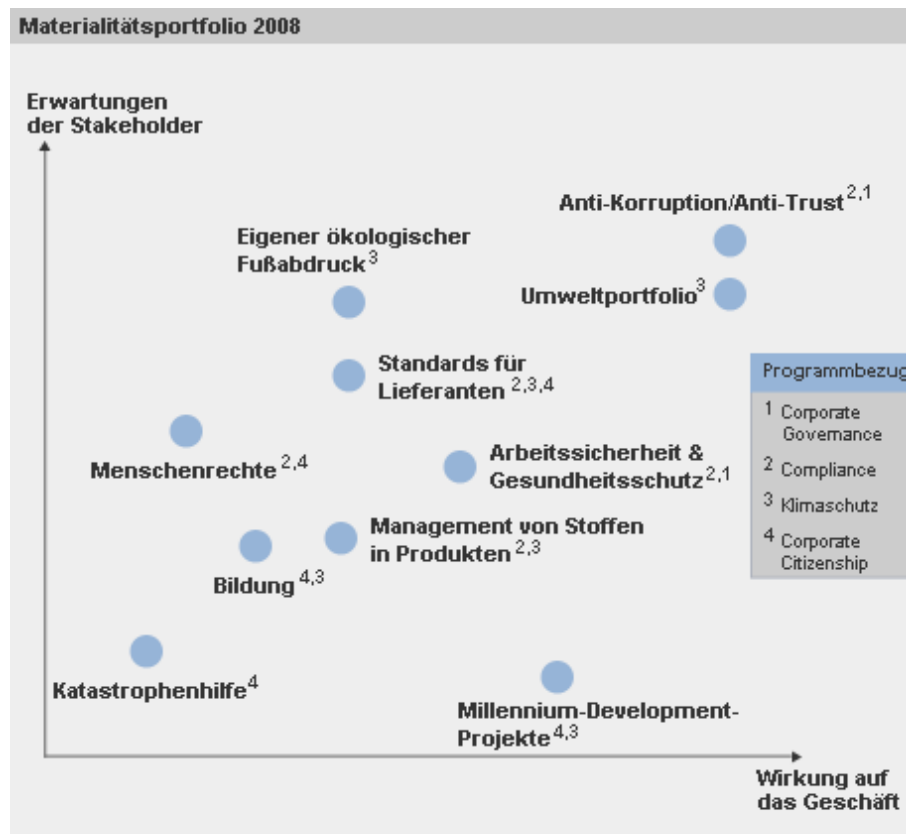 Materialitätsportfolio 2008
Erwartungen
der Stakeholder
Anti-Korruption/Anti-Trust 2,1
Eigener ökologischer
Fußabdruck 3
Umweltportfolio 3
Standards für
Lieferanten 2,3,4
Programmbezug
1 Corporate
Governance
2 Compliance
3 Klimaschutz
4 Corporate
Citizenship
Menschenrechte 2,4
Arbeitssicherheit &
Gesundheitsschutz 2,1
Management von Stoffen
in Produkten 2,3
Bildung 4,3
Katastrophenhilfe 4
Millennium-Development-
Projekte 4,3
Wirkung auf
das Geschäft